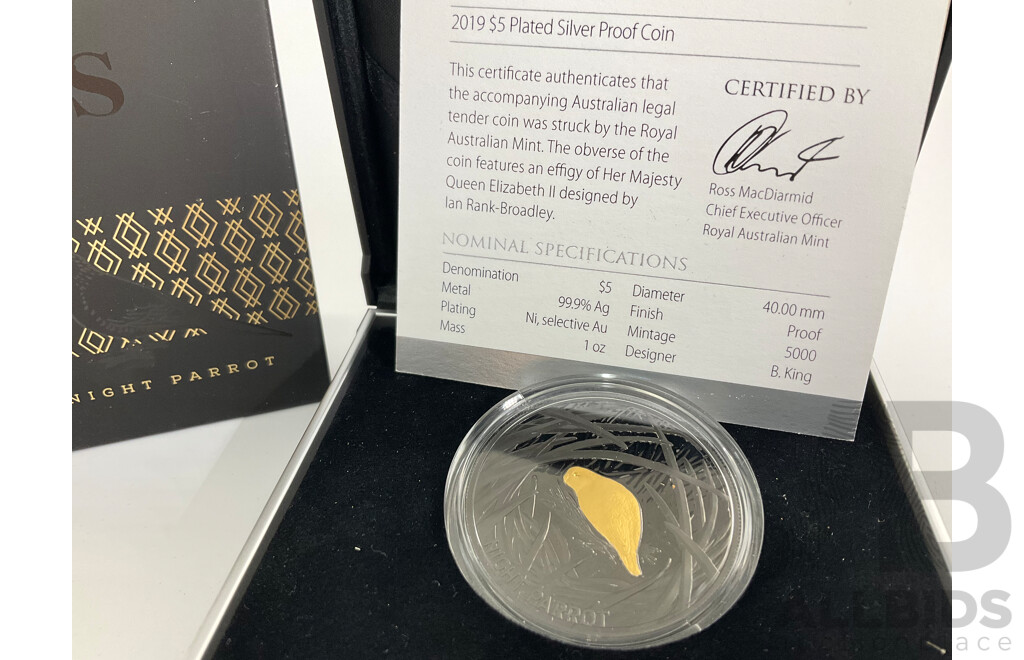 S
NIGHT PARROT
2019 $5 Plated Silver Proof Coin
This certificate authenticates that
the accompanying Australian legal
tender coin was struck by the Royal
Australian Mint. The obverse of the
coin features an effigy of Her Majesty
Queen Elizabeth II designed by
Ian Rank-Broadley.
CERTIFIED BY
Ross MacDiarmid
Chief Executive Officer
Royal Australian Mint
NOMINAL SPECIFICATIONS
Denomination $5
Metal 99.9% Ag
Plating Ni, selective Au
Mass 1 oz
Diameter 40.00 mm
Finish Proof
Mintage 5000
Designer B. King
NIGHT PARROT
B
ALLBIDS